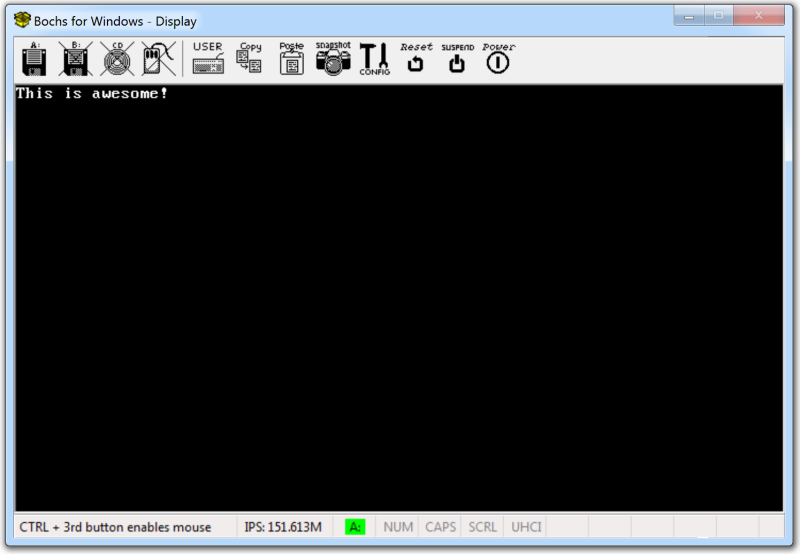 Bochs for Windows - Display
A: B: CD USER Copy Paste snapshot CONFIG Reset SUSPEND Power
This is awesome!
CTRL + 3rd button enables mouse IPS: 151.613M A: NUM CAPS SCRL UHCI